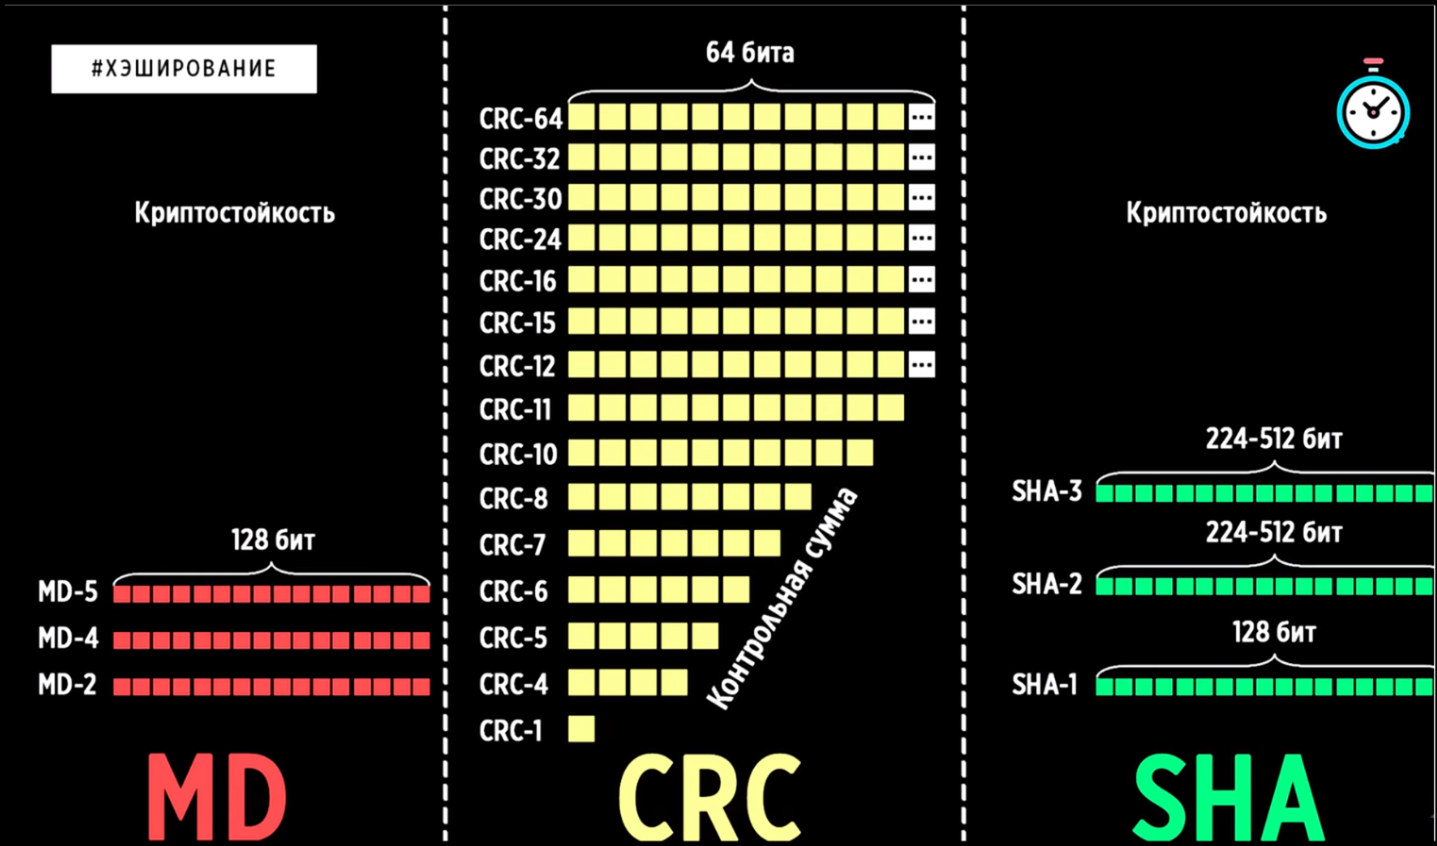 #ХЭШИРОВАНИЕ
Криптостойкость
128 бит
MD-5
MD-4
MD-2
MD
64 бита
CRC-64
...
CRC-32
...
CRC-30
...
CRC-24
...
CRC-16
...
CRC-15
...
CRC-12
...
CRC-11
CRC-10
CRC-8
CRC-7
CRC-6
CRC-5
CRC-4
CRC-1
Контрольная сумма
CRC
Криптостойкость
224-512 бит
SHA-3
224-512 бит
SHA-2
128 бит
SHA-1
SHA